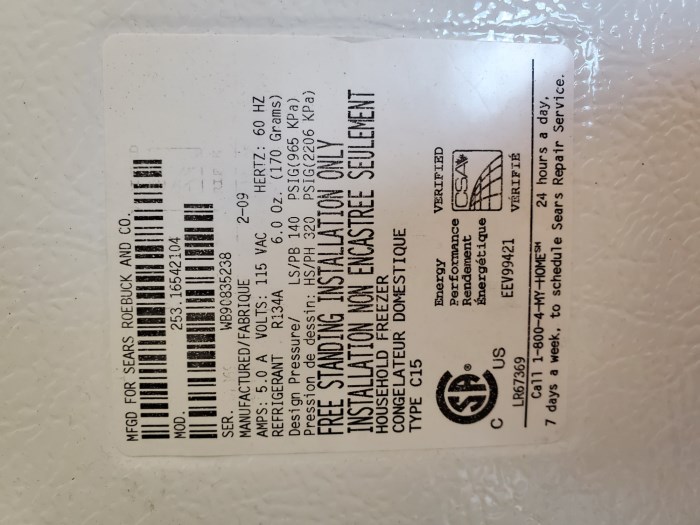 MFGD FOR SEARS ROEBUCK AND CO.
253.16542104
MOD.
WB90835238
SER.
MANUFACTURED/FABRIQUE 2-09
AMPS: 5.0 A VOLTS: 115 VAC HERTZ: 60 HZ
REFRIGERANT R134A 6.0 Oz. (170 Grams)
Design Pressure/ LS/PB 140 PSIG(965 KPa)
Pression de dessin: HS/PH 320 PSIG(2206 KPa)
FREE STANDING INSTALLATION ONLY
INSTALLATION NON ENCASTREE SEULEMENT
HOUSEHOLD FREEZER
CONGELATEUR DOMESTIQUE
TYPE C15
Energy
Performance
Rendement
Énergétique
EEV99421
VERIFIED
CSA
VERIFIÉ
SA
C US
LR67369
Call 1-800-4-MY-HOME℠ 24 hours a day,
7 days a week, to schedule Sears Repair Service.